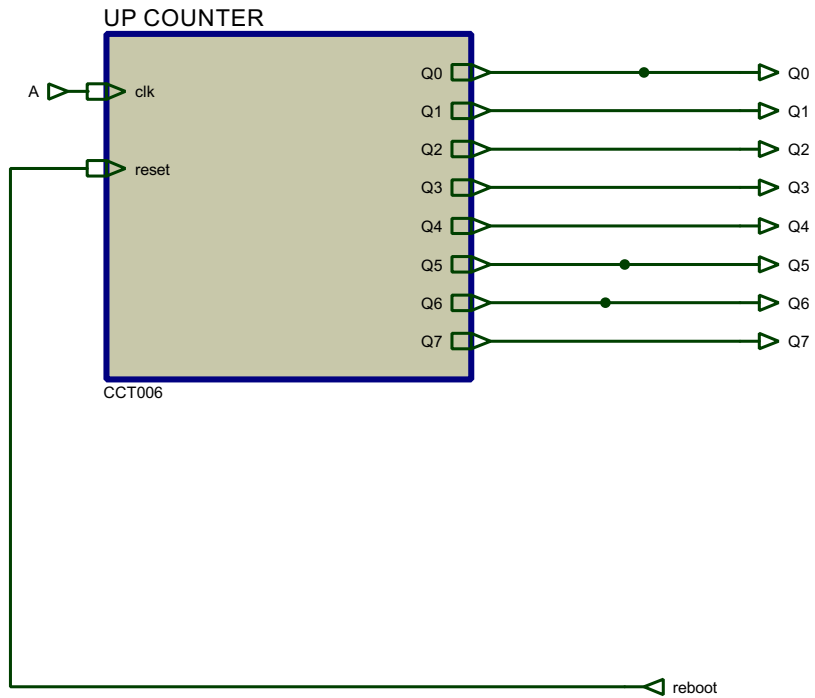 UP COUNTER
A
clk
reset
Q0
Q1
Q2
Q3
Q4
Q5
Q6
Q7
Q0
Q1
Q2
Q3
Q4
Q5
Q6
Q7
CCT006
reboot